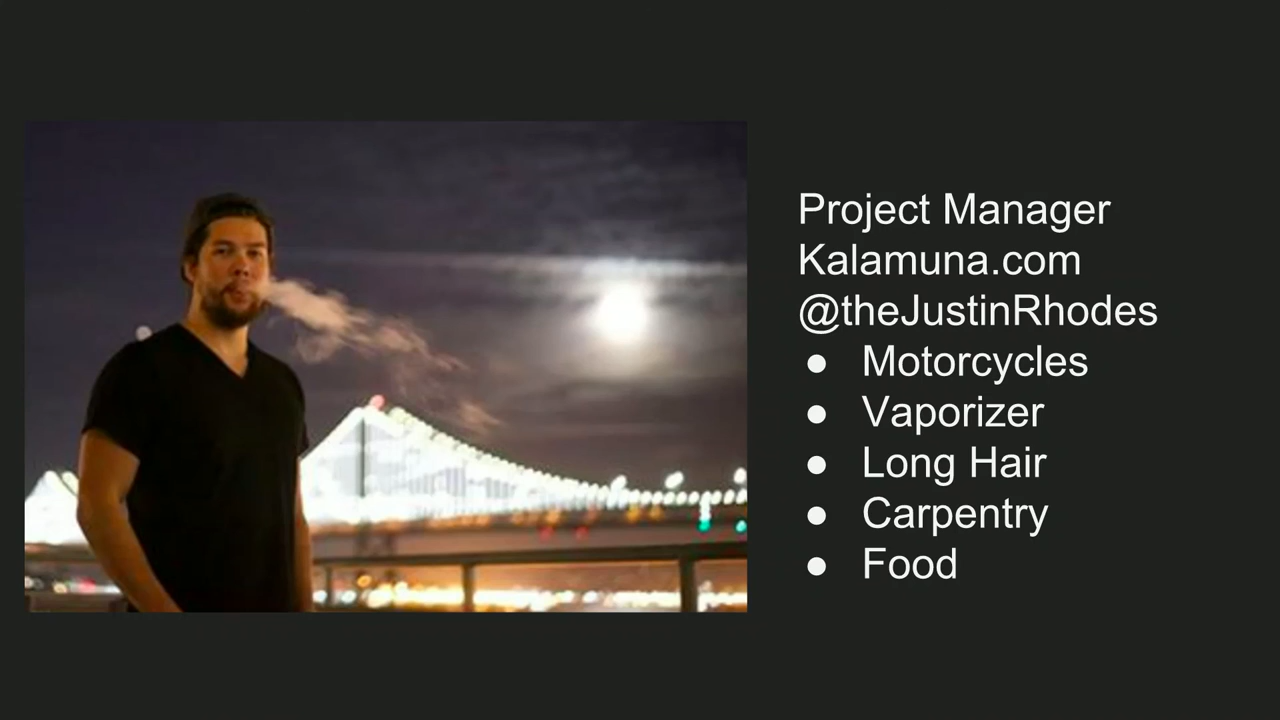 Project Manager
Kalamuna.com
@theJustinRhodes
● Motorcycles
● Vaporizer
● Long Hair
● Carpentry
● Food